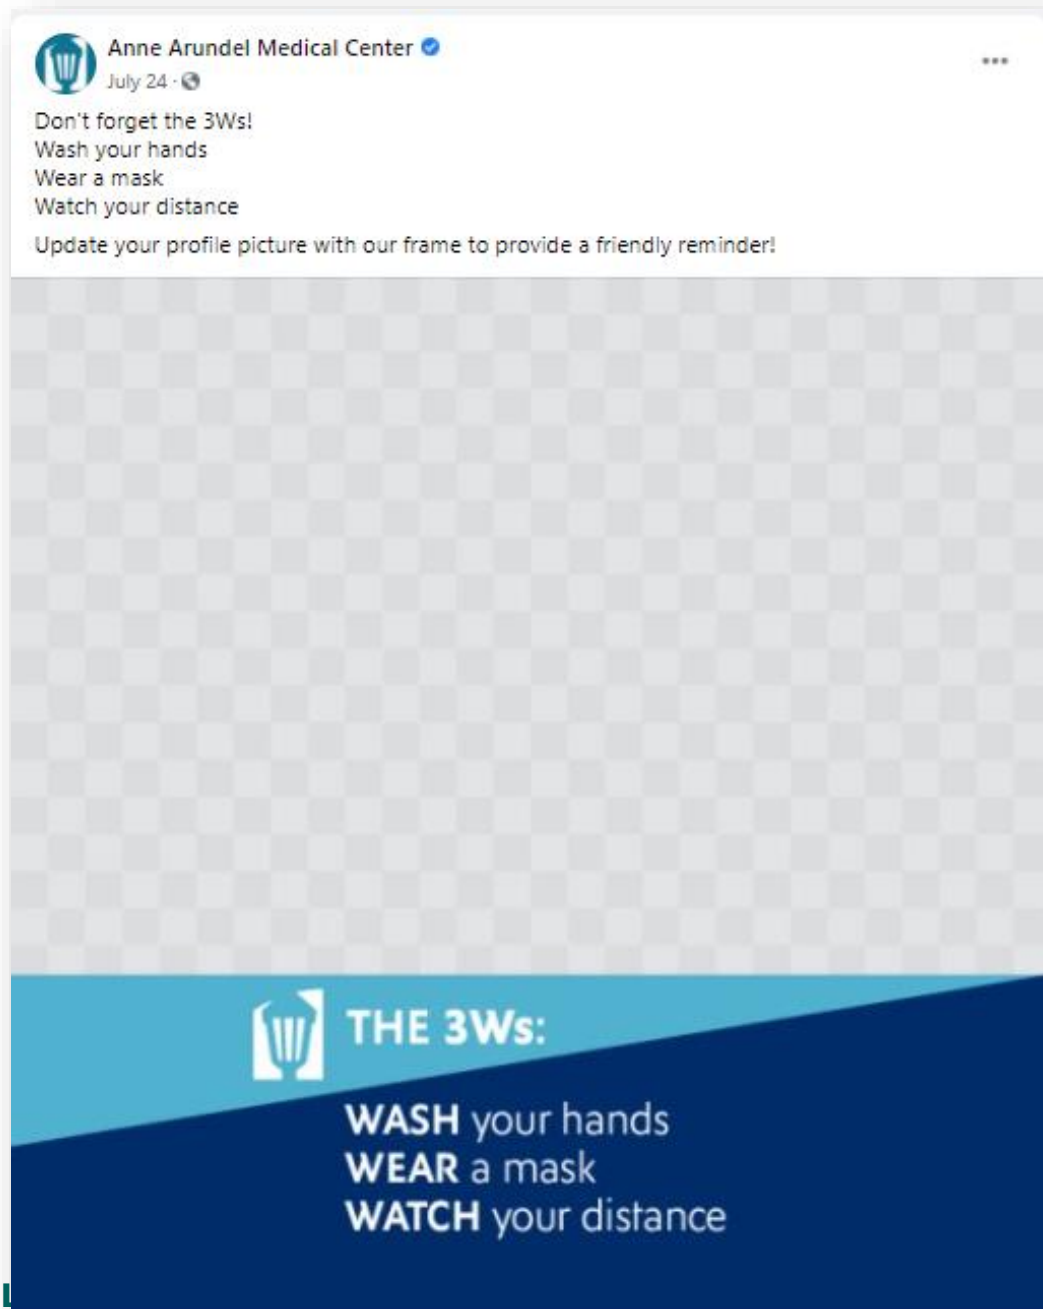 Anne Arundel Medical Center
July 24 ·
Don't forget the 3Ws!
Wash your hands
Wear a mask
Watch your distance
Update your profile picture with our frame to provide a friendly reminder!
THE 3Ws:
WASH your hands
WEAR a mask
WATCH your distance